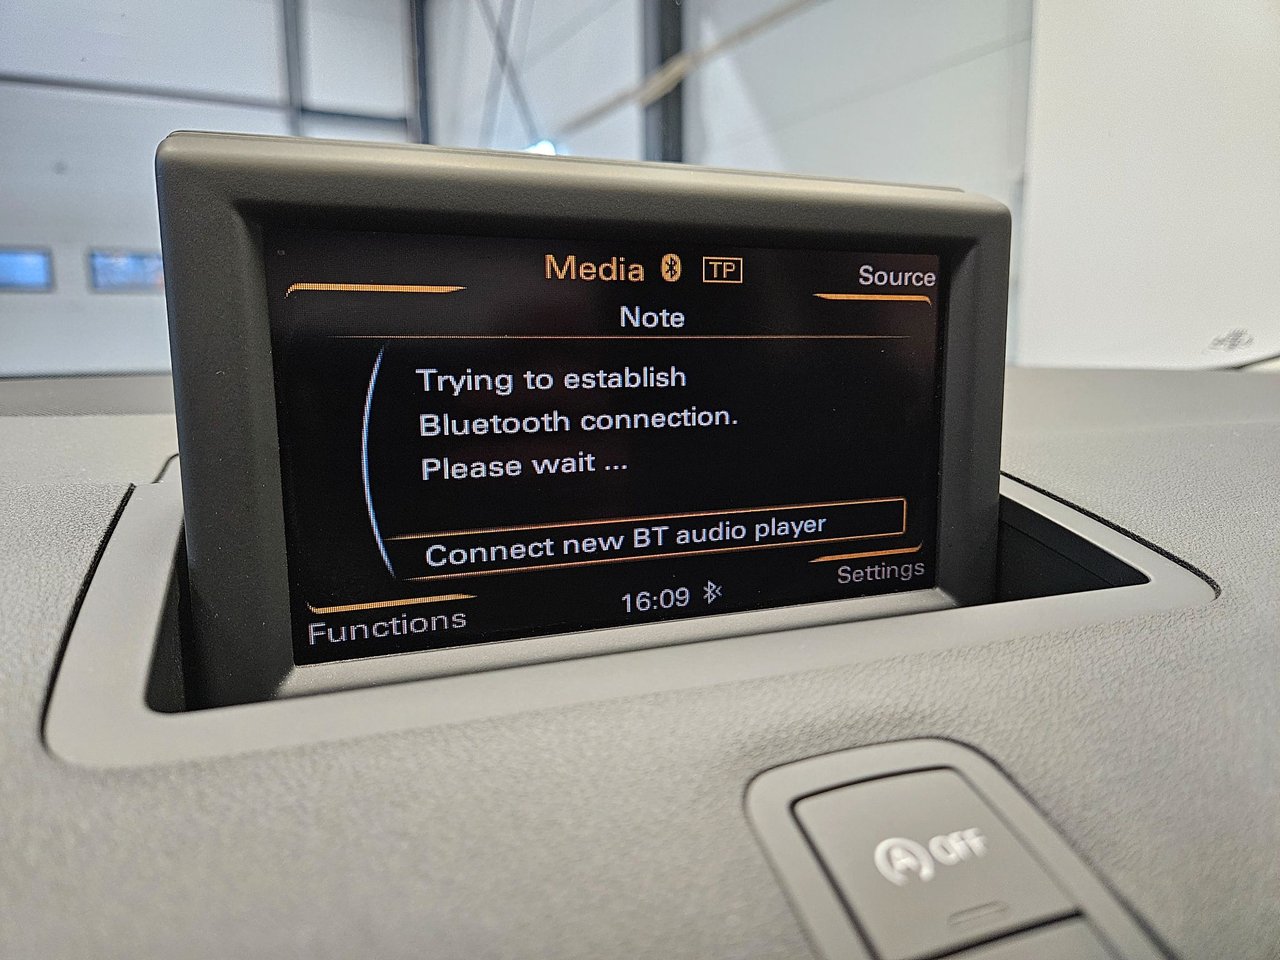 Media TP
Source
Note
Trying to establish
Bluetooth connection.
Please wait ...
Connect new BT audio player
Settings
16:09
Functions
A OFF